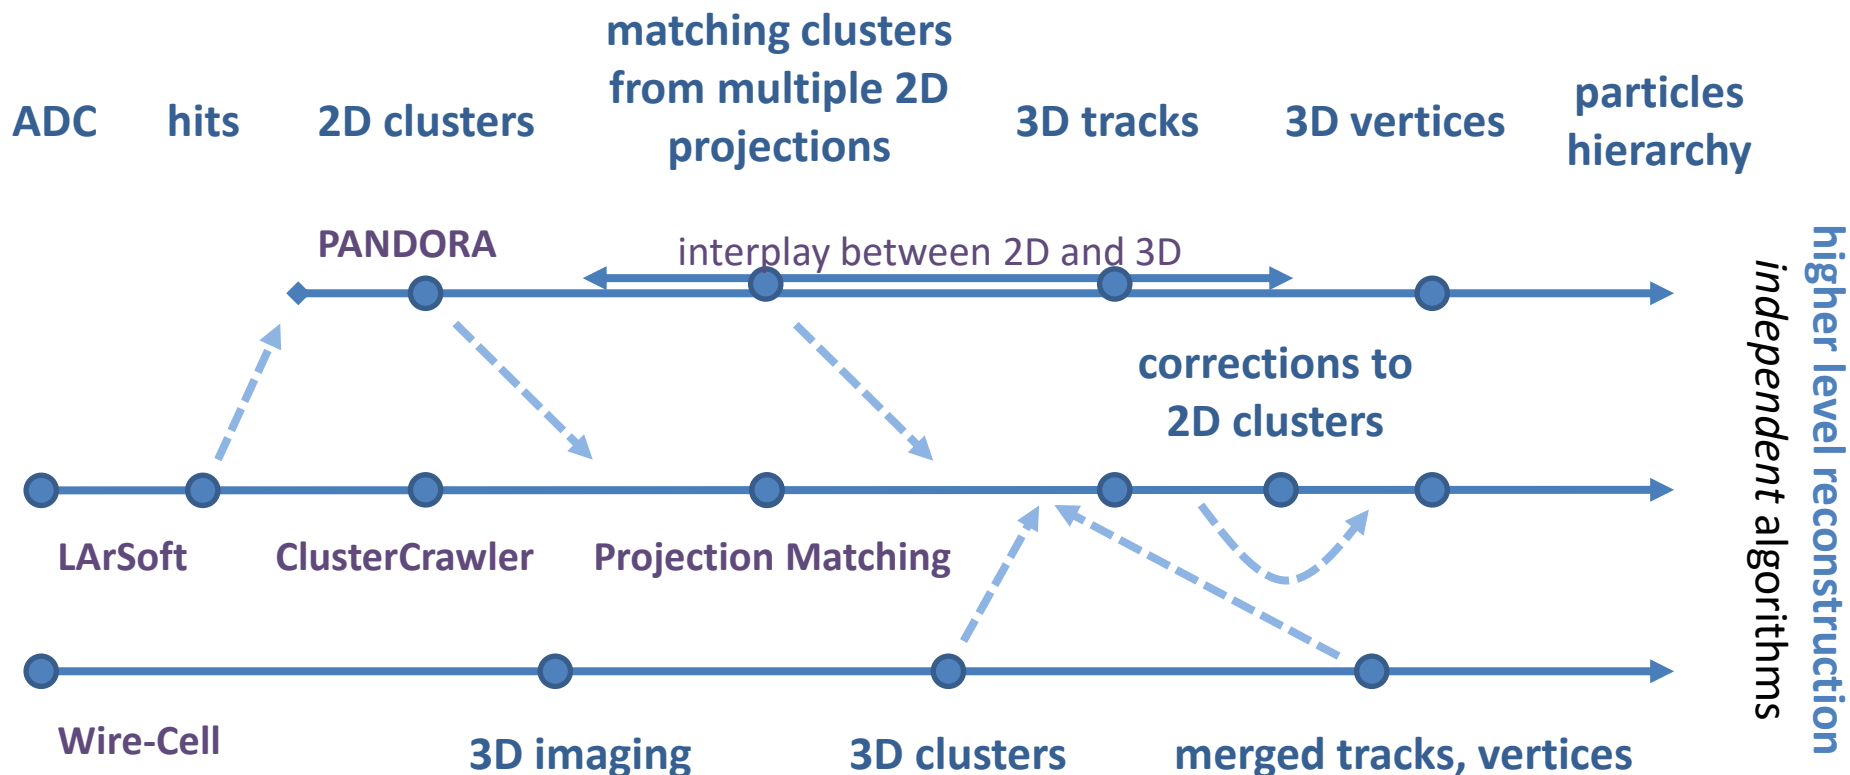 matching clusters
from multiple 2D
projections
ADC
hits
2D clusters
3D tracks
3D vertices
particles
hierarchy
PANDORA
interplay between 2D and 3D
corrections to
2D clusters
LArSoft
ClusterCrawler
Projection Matching
Wire-Cell
3D imaging
3D clusters
merged tracks, vertices
higher level reconstruction
independent algorithms